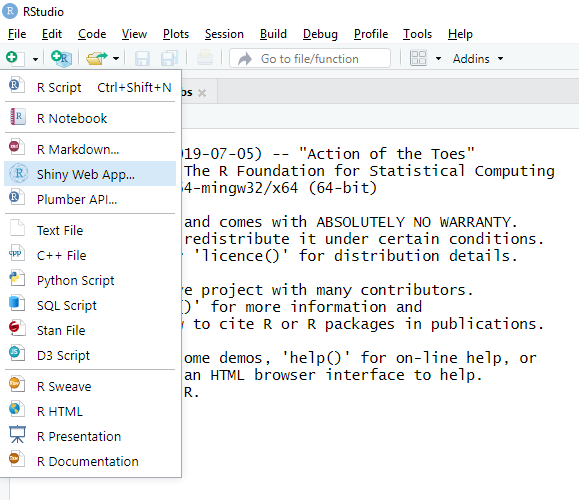 RStudio
File Edit Code View Plots Session Build Debug Profile Tools Help
Go to file/function Addins
R Script Ctrl+Shift+N
R Notebook
R Markdown...
Shiny Web App...
Plumber API...
Text File
C++ File
Python Script
SQL Script
Stan File
D3 Script
R Sweave
R HTML
R Presentation
R Documentation
bs
019-07-05) -- "Action of the Toes"
The R Foundation for Statistical Computing
64-mingw32/x64 (64-bit)
and comes with ABSOLUTELY NO WARRANTY.
redistribute it under certain conditions.
'licence()' for distribution details.
ve project with many contributors.
()' for more information and
w to cite R or R packages in publications.
ome demos, 'help()' for on-line help, or
an HTML browser interface to help.
R.